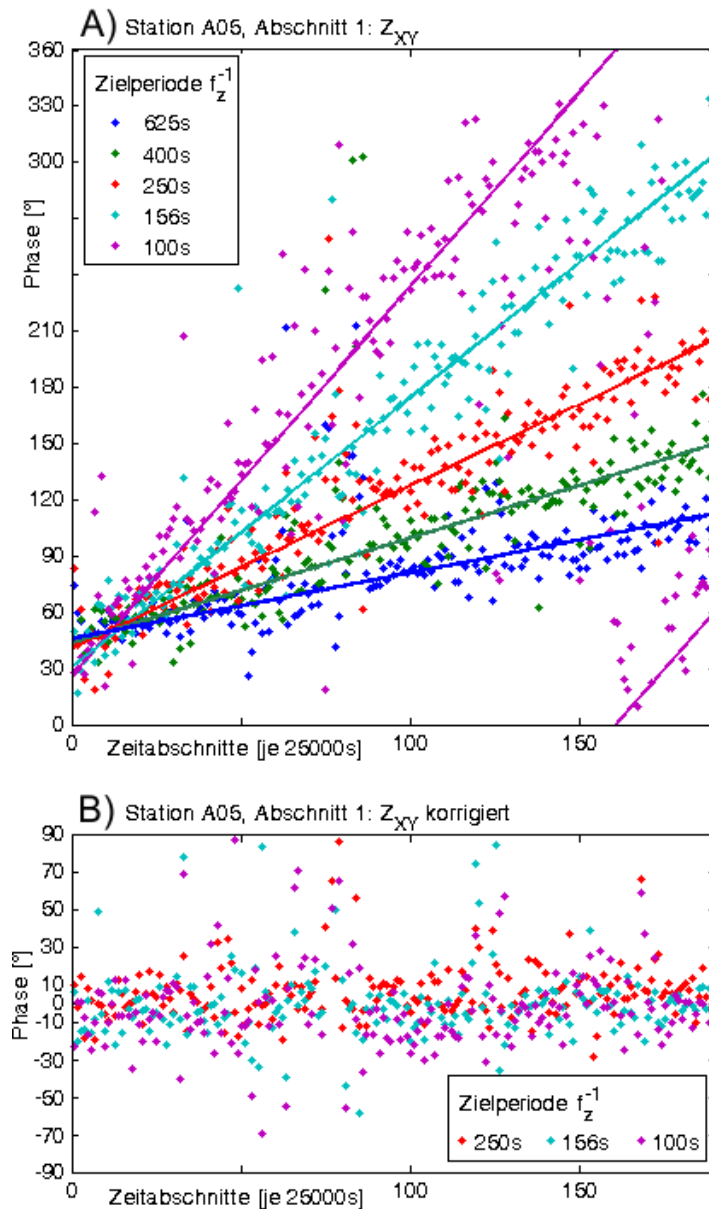 A) Station A05, Abschnitt 1: Z_XY
360
330
300
210
180
150
120
90
60
30
0
Phase [°]
Zielperiode f_z^-1
625s
400s
250s
156s
100s
0 100 150
Zeitabschnitte [je 25000s]
B) Station A05, Abschnitt 1: Z_XY korrigiert
90
70
50
30
10
0
-10
-30
-50
-70
-90
Phase [°]
Zielperiode f_z^-1
250s 156s 100s
0 100 150
Zeitabschnitte [je 25000s]